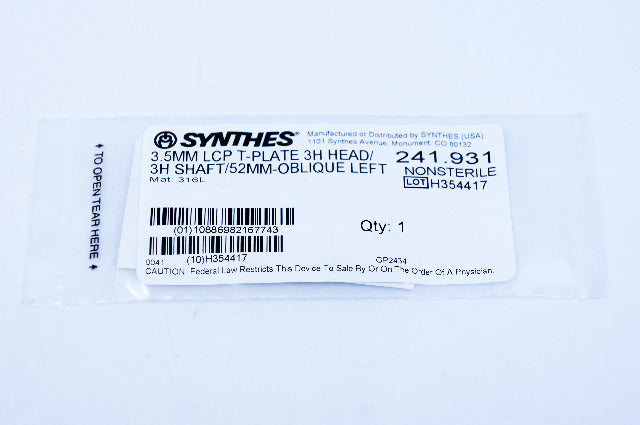 SYNTHES®
Manufactured or Distributed by SYNTHES (USA)
1101 Synthes Avenue, Monument, CO 80132
3.5MM LCP T-PLATE 3H HEAD/
3H SHAFT/52MM-OBLIQUE LEFT
Mat: 316L
241.931
NONSTERILE
LOT H354417
(01)10886982167743
Qty: 1
(10)H354417
0041
GP2434
CAUTION: Federal Law Restricts This Device To Sale By Or On The Order Of A Physician.
TO OPEN TEAR HERE